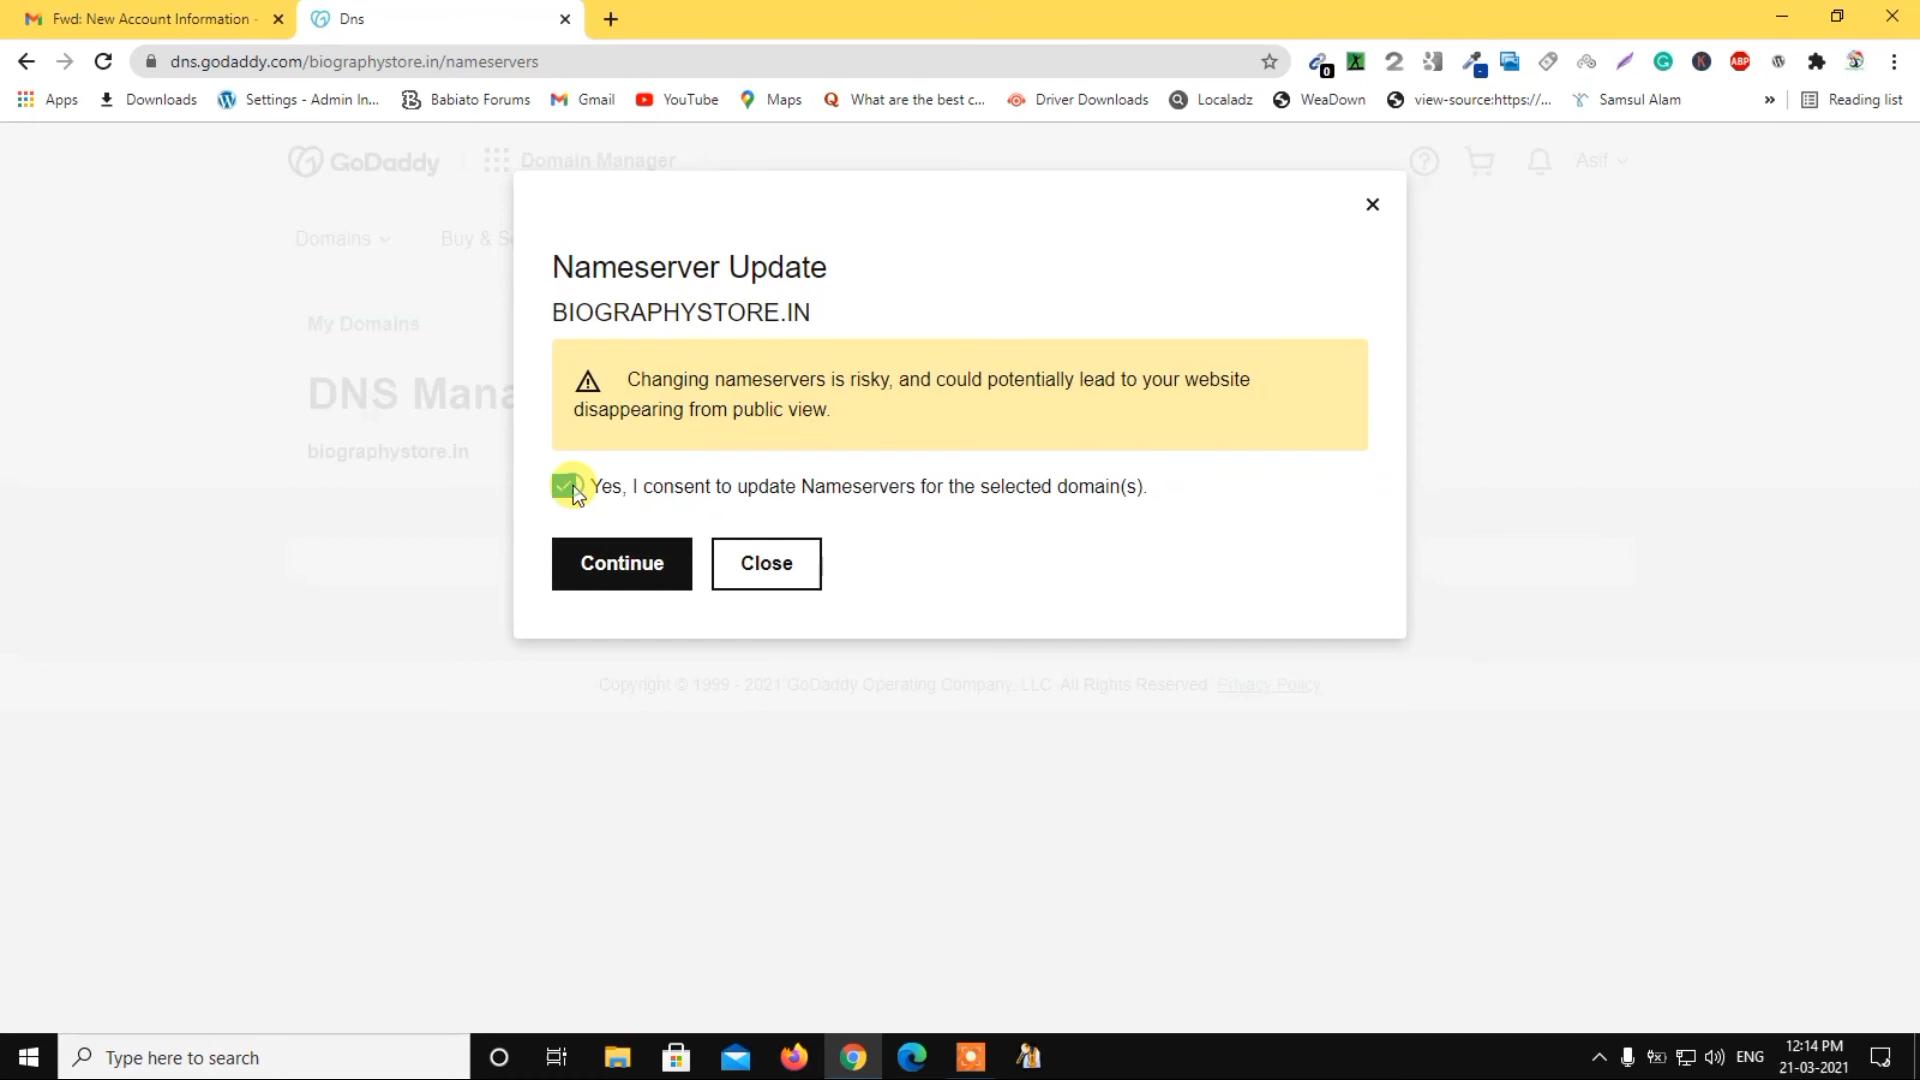 Fwd: New Account Information -
Dns
dns.godaddy.com/biographystore.in/nameservers
0
2
ABP
Apps
Downloads
Settings - Admin In...
Babiato Forums
Gmail
YouTube
Maps
What are the best c...
Driver Downloads
Localadz
WeaDown
view-source:https://...
Samsul Alam
»
Reading list
GoDaddy
Domain Manager
Asif
Domains
Buy & Se
My Domains
DNS Mana
biographystore.in
Nameserver Update
BIOGRAPHYSTORE.IN
Changing nameservers is risky, and could potentially lead to your website
disappearing from public view.
Yes, I consent to update Nameservers for the selected domain(s).
Continue
Close
Copyright © 1999 - 2021 GoDaddy Operating Company, LLC. All Rights Reserved. Privacy Policy
Type here to search
ENG
12:14 PM
21-03-2021